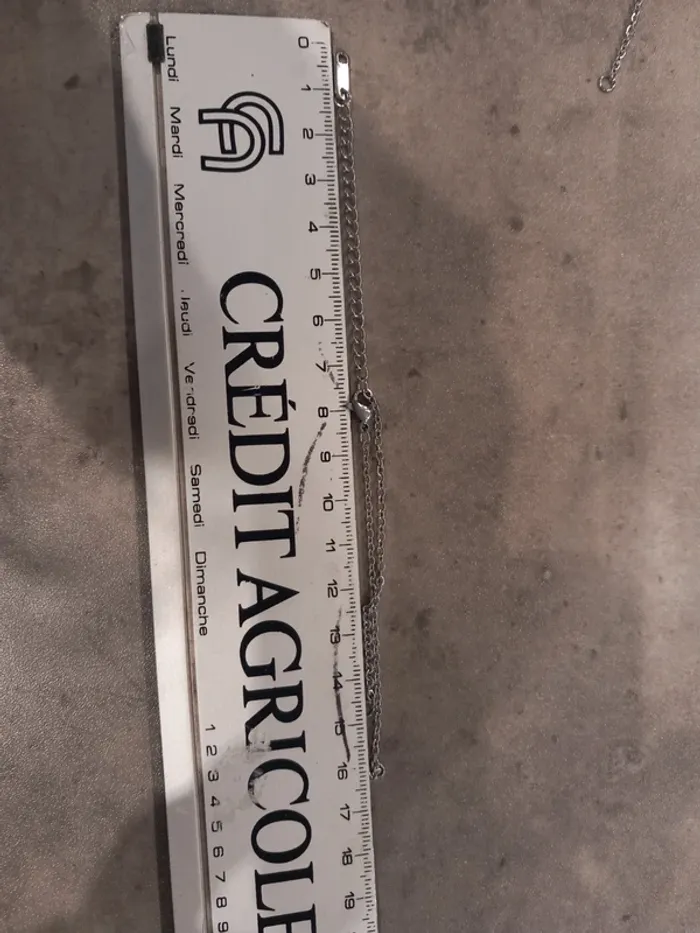 0 1 2 3 4 5 6 7 8 9 10 11 12 13 14 15 16 17 18 19
CA
CRÉDIT AGRICOLE
Lundi Mardi Mercredi Jeudi Vendredi Samedi Dimanche
1 2 3 4 5 6 7 8 9